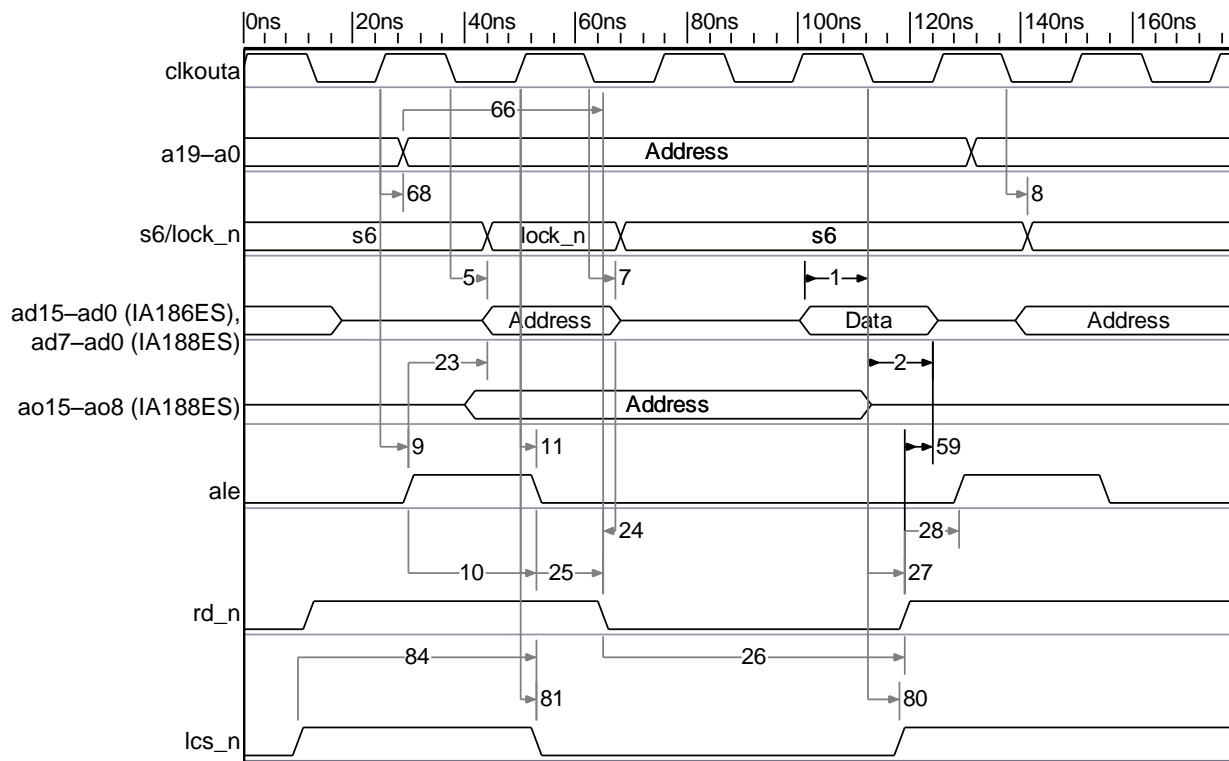 0ns 20ns 40ns 60ns 80ns 100ns 120ns 140ns 160ns
clkouta
66
a19–a0 Address
68 8
s6/lock_n s6 lock_n s6
5 7 1
ad15–ad0 (IA186ES), Address Data Address
ad7–ad0 (IA188ES)
23 2
ao15–ao8 (IA188ES) Address
9 11 59
ale
24 28
10 25 27
rd_n
84 26
81 80
lcs_n